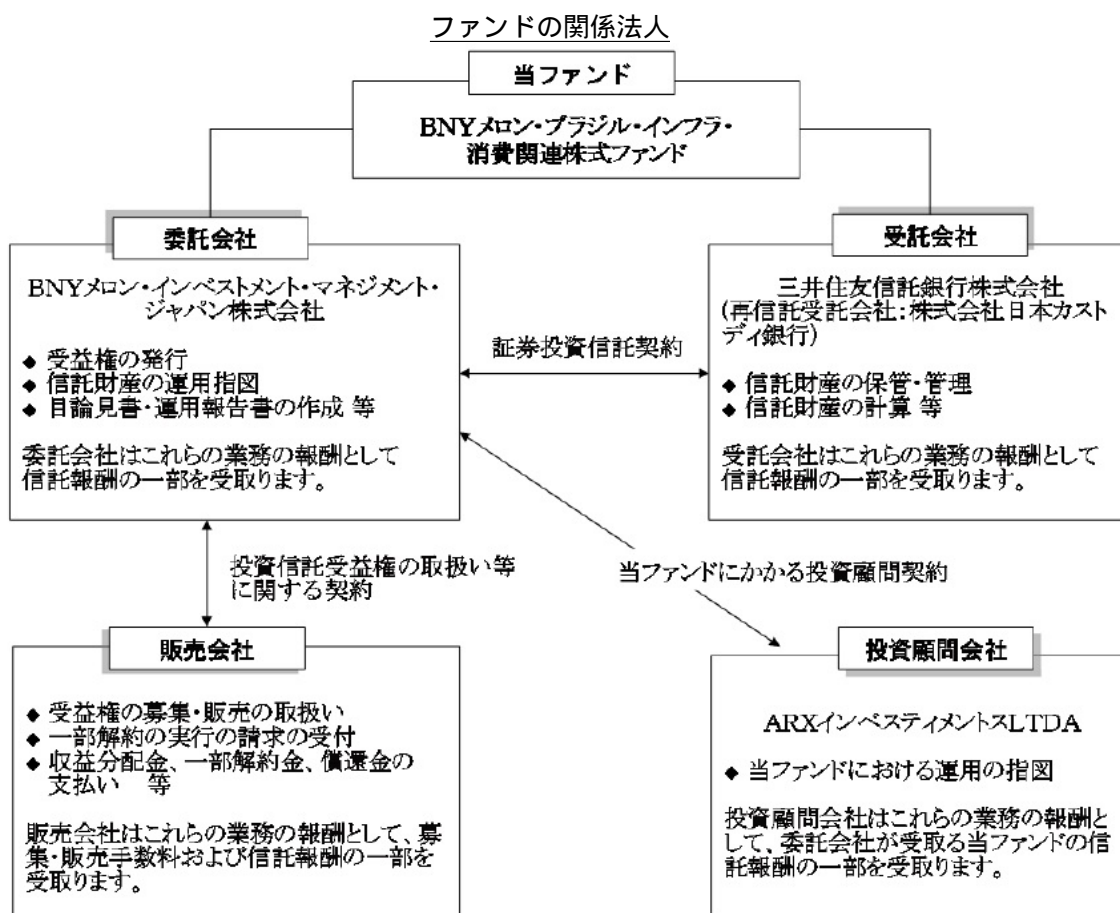 ファンドの関係法人
当ファンド
BNYメロン・ブラジル・インフラ・
消費関連株式ファンド
委託会社
BNYメロン・インベストメント・マネジメント・
ジャパン株式会社
◆ 受益権の発行
◆ 信託財産の運用指図
◆ 目論見書・運用報告書の作成 等
委託会社はこれらの業務の報酬として
信託報酬の一部を受取ります。
証券投資信託契約
受託会社
三井住友信託銀行株式会社
(再信託受託会社:株式会社日本カスト
ディ銀行)
◆ 信託財産の保管・管理
◆ 信託財産の計算 等
受託会社はこれらの業務の報酬として
信託報酬の一部を受取ります。
投資信託受益権の取扱い等
に関する契約
当ファンドにかかる投資顧問契約
販売会社
◆ 受益権の募集・販売の取扱い
◆ 一部解約の実行の請求の受付
◆ 収益分配金、一部解約金、償還金の
支払い 等
販売会社はこれらの業務の報酬として、募
集・販売手数料および信託報酬の一部を
受取ります。
投資顧問会社
ARXインベスティメントスLTDA
◆ 当ファンドにおける運用の指図
投資顧問会社はこれらの業務の報酬と
して、委託会社が受取る当ファンドの信
託報酬の一部を受取ります。